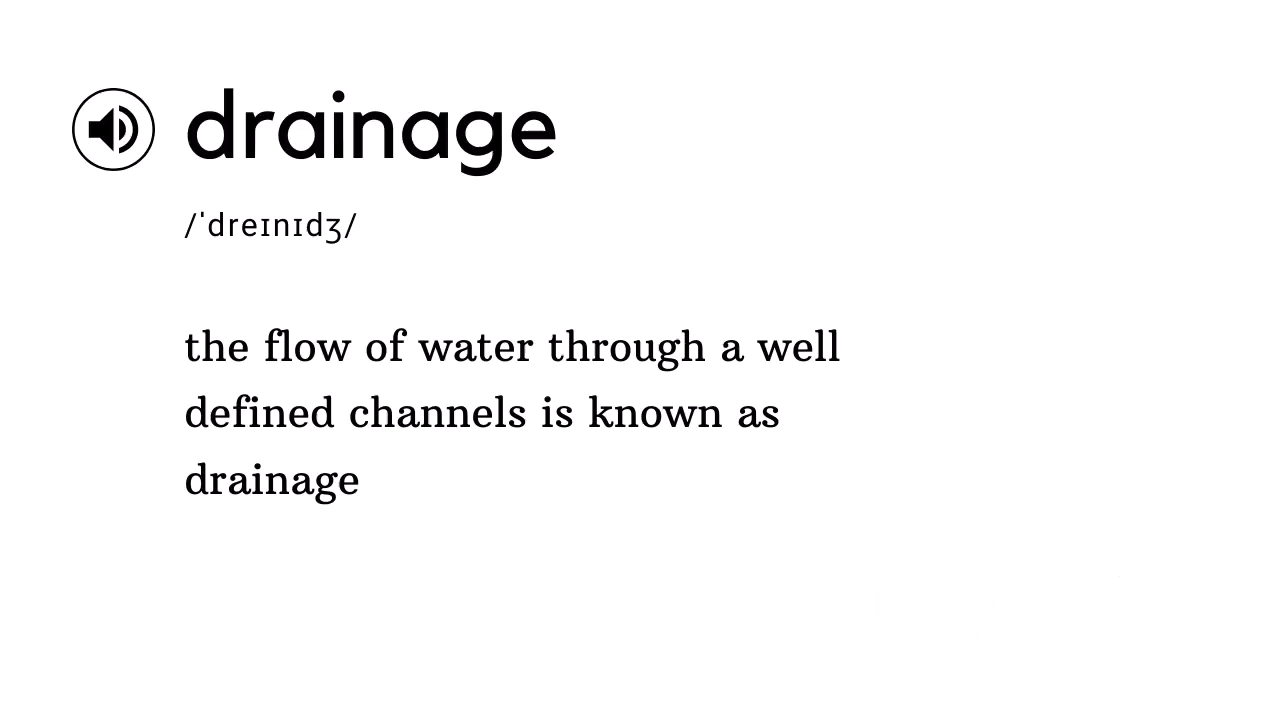 drainage
/ˈdreɪnɪdʒ/
the flow of water through a well
defined channels is known as
drainage